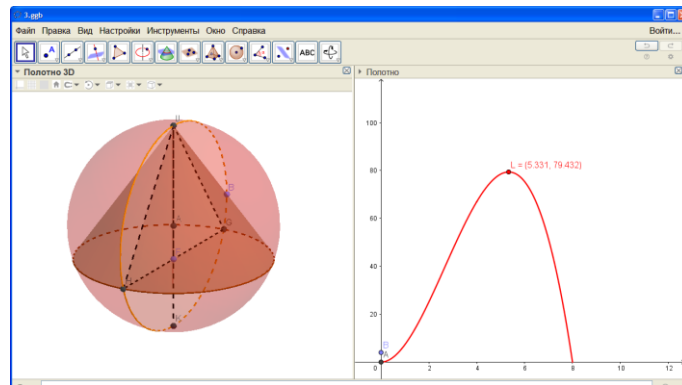 3.ggb
Файл Правка Вид Настройки Инструменты Окно Справка
Войти...
A
ABC
Полотно 3D
Полотно
B
A
K
100
80
60
40
20
L = (5.331, 79.432)
B
A
0 2 4 6 8 10 12